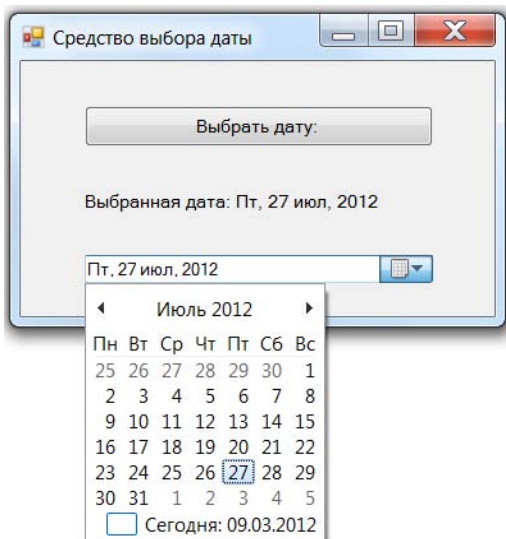 Средство выбора даты
Выбрать дату:
Выбранная дата: Пт, 27 июл, 2012
Пт, 27 июл, 2012
Июль 2012
Пн Вт Ср Чт Пт Сб Вс
25 26 27 28 29 30 1
2 3 4 5 6 7 8
9 10 11 12 13 14 15
16 17 18 19 20 21 22
23 24 25 26 27 28 29
30 31 1 2 3 4 5
Сегодня: 09.03.2012